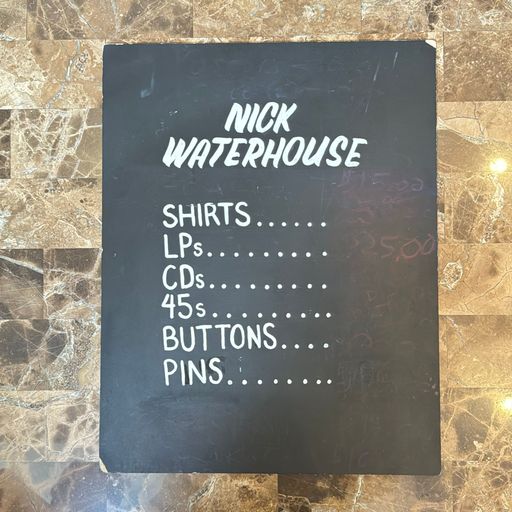 NICK
WATERHOUSE
SHIRTS......
LPs.........
CDs.........
45s.........
BUTTONS....
PINS........